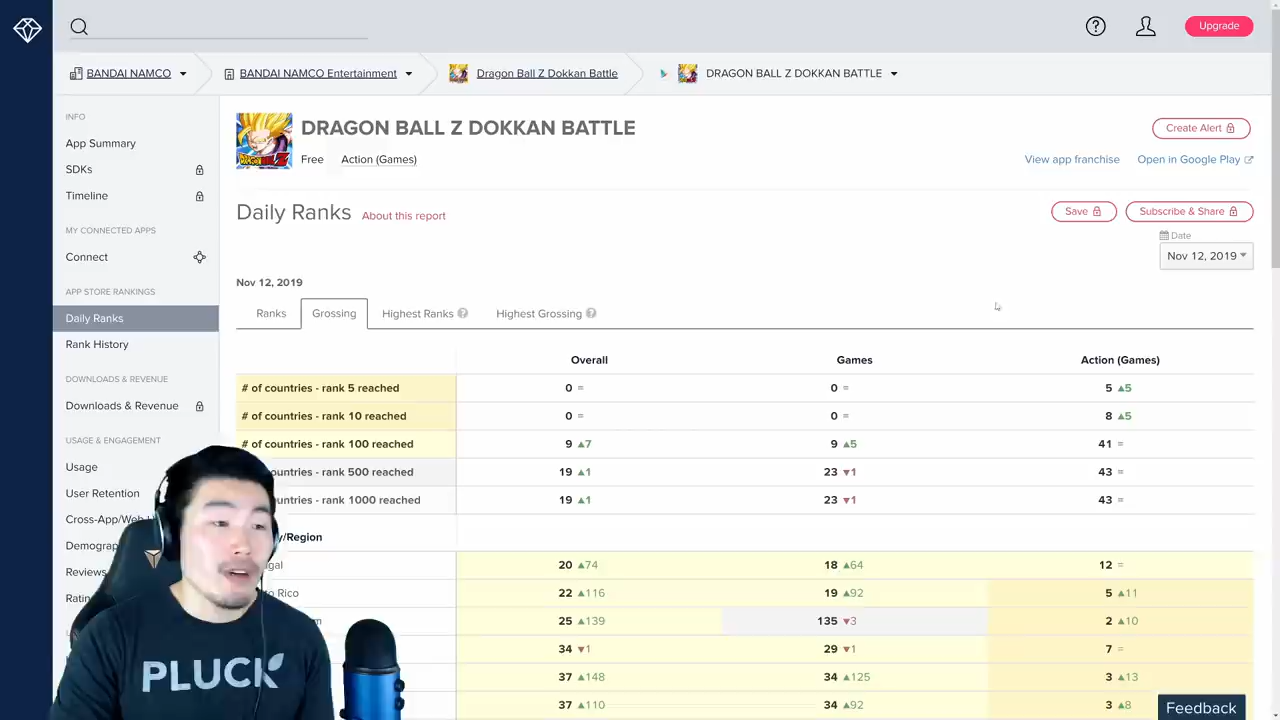 Upgrade
BANDAI NAMCO
BANDAI NAMCO Entertainment
Dragon Ball Z Dokkan Battle
DRAGON BALL Z DOKKAN BATTLE
INFO
App Summary
SDKs
Timeline
MY CONNECTED APPS
Connect
APP STORE RANKINGS
Daily Ranks
Rank History
DOWNLOADS & REVENUE
Downloads & Revenue
USAGE & ENGAGEMENT
Usage
User Retention
Cross-App/Web
Demograp
Reviews
Ratin
DRAGON BALL Z DOKKAN BATTLE
Free Action (Games)
Create Alert
View app franchise Open in Google Play
Daily Ranks About this report
Save Subscribe & Share
Date
Nov 12, 2019
Nov 12, 2019
Ranks Grossing Highest Ranks ? Highest Grossing ?
Overall Games Action (Games)
# of countries - rank 5 reached 0 = 0 = 5 ▲5
# of countries - rank 10 reached 0 = 0 = 8 ▲5
# of countries - rank 100 reached 9 ▲7 9 ▲5 41 =
countries - rank 500 reached 19 ▲1 23 ▼1 43 =
countries - rank 1000 reached 19 ▲1 23 ▼1 43 =
y/Region
gal 20 ▲74 18 ▲64 12 =
o Rico 22 ▲116 19 ▲92 5 ▲11
m 25 ▲139 135 ▼3 2 ▲10
34 ▼1 29 ▼1 7 =
37 ▲148 34 ▲125 3 ▲13
37 ▲110 34 ▲92 3 ▲8
Feedback
PLUCK